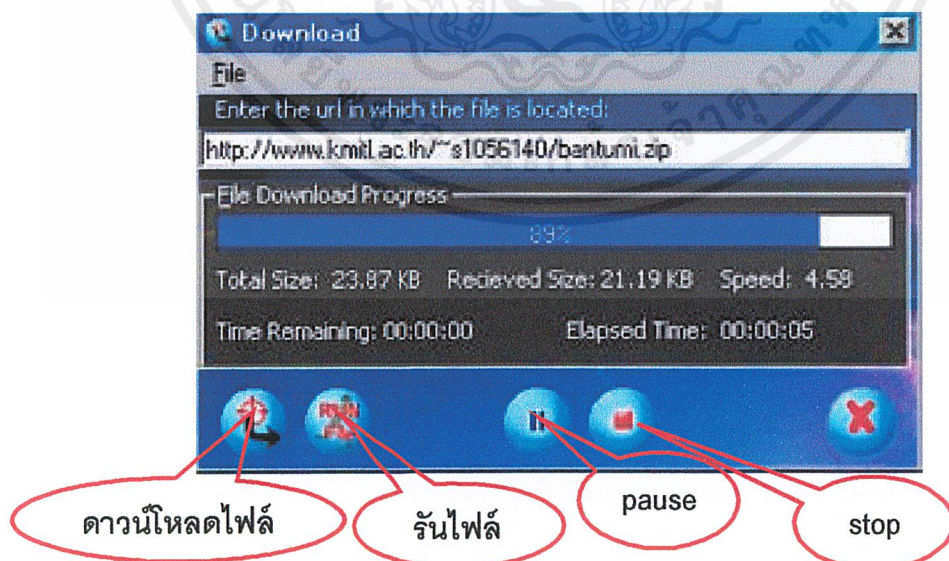 Download
File
Enter the url in which the file is located:
http://www.kmitl.ac.th/~s1056140/bantumi.zip
File Download Progress
89%
Total Size: 23.87 KB Recieved Size: 21.19 KB Speed: 4.58
Time Remaining: 00:00:00 Elapsed Time: 00:00:05
ดาวน์โหลดไฟล์
รันไฟล์
pause
stop